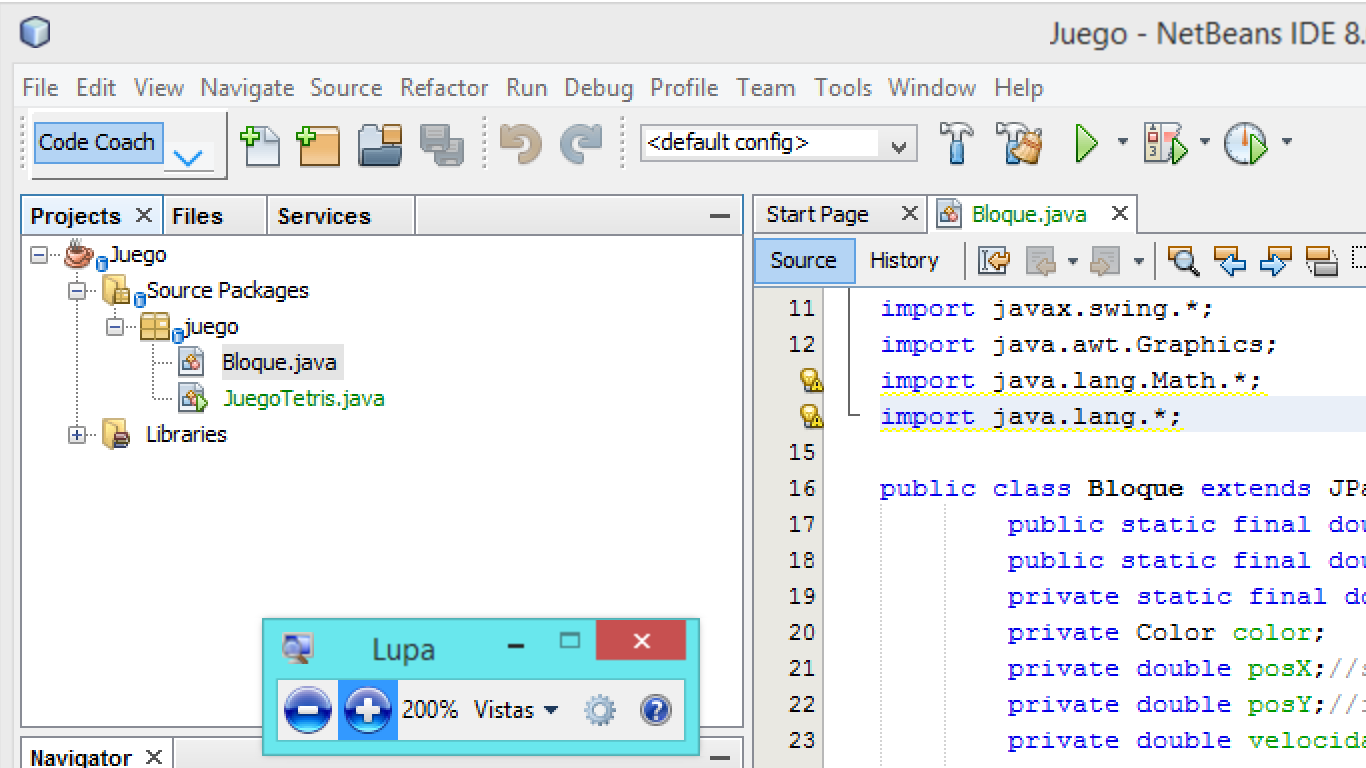 Juego - NetBeans IDE 8.
File Edit View Navigate Source Refactor Run Debug Profile Team Tools Window Help
Code Coach <default config>
Projects Files Services
Start Page Bloque.java
Source History
Juego
Source Packages
juego
Bloque.java
JuegoTetris.java
Libraries
11 import javax.swing.*;
12 import java.awt.Graphics;
import java.lang.Math.*;
import java.lang.*;
15
16 public class Bloque extends JPa
17 public static final dou
18 public static final dou
19 private static final do
20 private Color color;
21 private double posX;//s
22 private double posY;//
23 private double velocida
Lupa
200% Vistas
Navigator